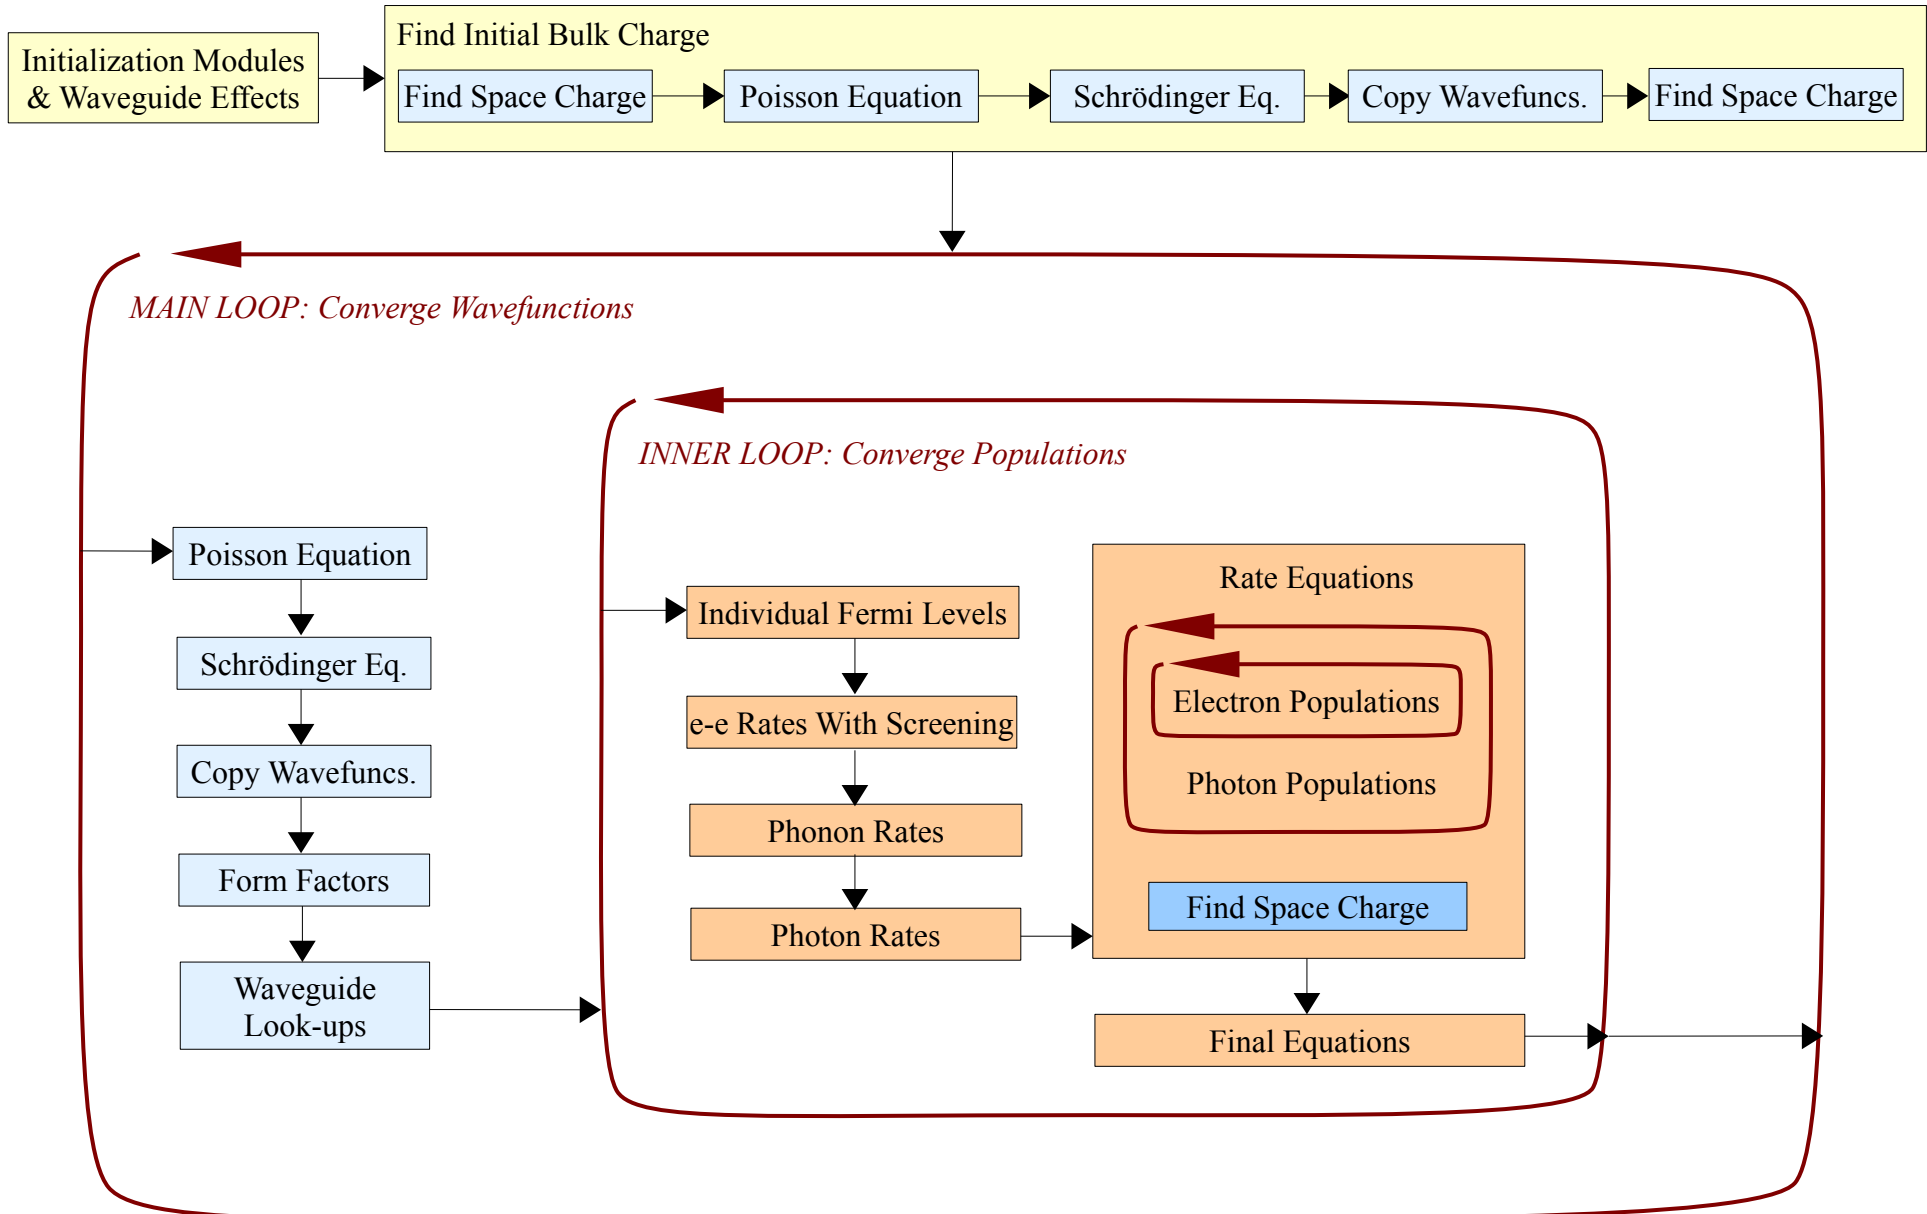 Initialization Modules
& Waveguide Effects
Find Initial Bulk Charge
Find Space Charge
Poisson Equation
Schrödinger Eq.
Copy Wavefuncs.
Find Space Charge
MAIN LOOP: Converge Wavefunctions
INNER LOOP: Converge Populations
Poisson Equation
Schrödinger Eq.
Copy Wavefuncs.
Form Factors
Waveguide
Look-ups
Individual Fermi Levels
e-e Rates With Screening
Phonon Rates
Photon Rates
Rate Equations
Electron Populations
Photon Populations
Find Space Charge
Final Equations